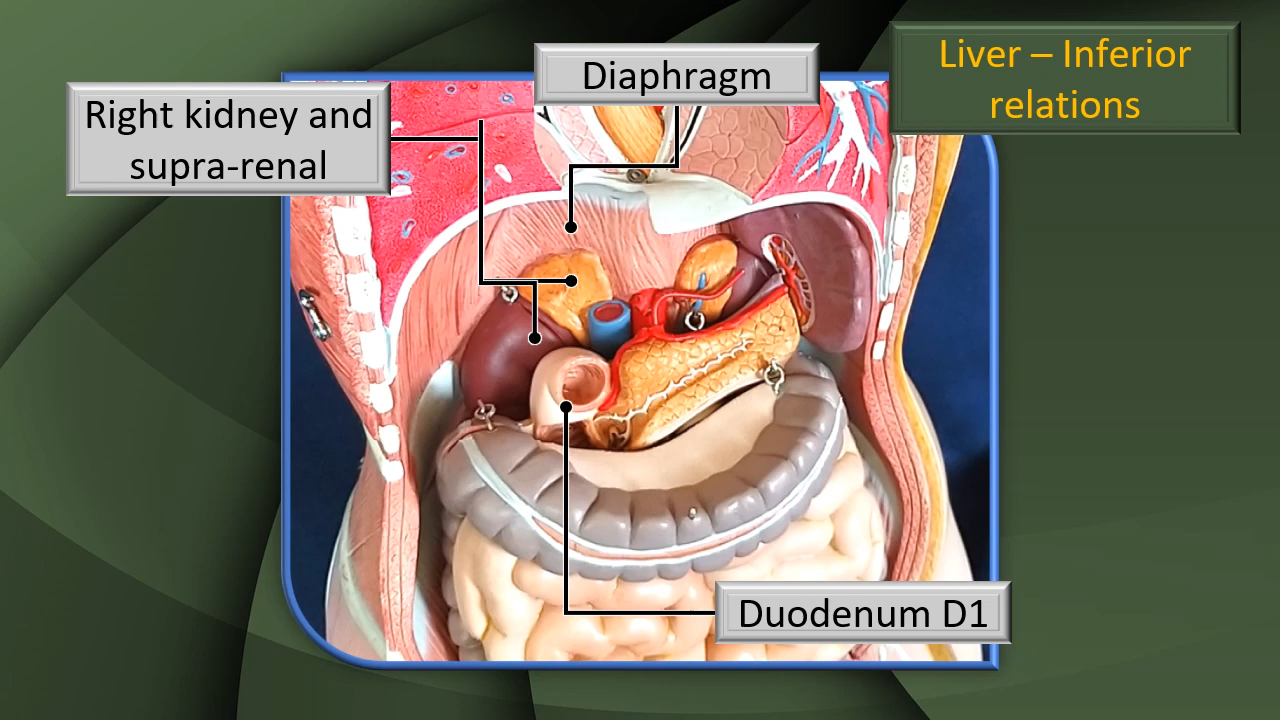 Liver – Inferior
relations
Diaphragm
Right kidney and
supra-renal
Duodenum D1